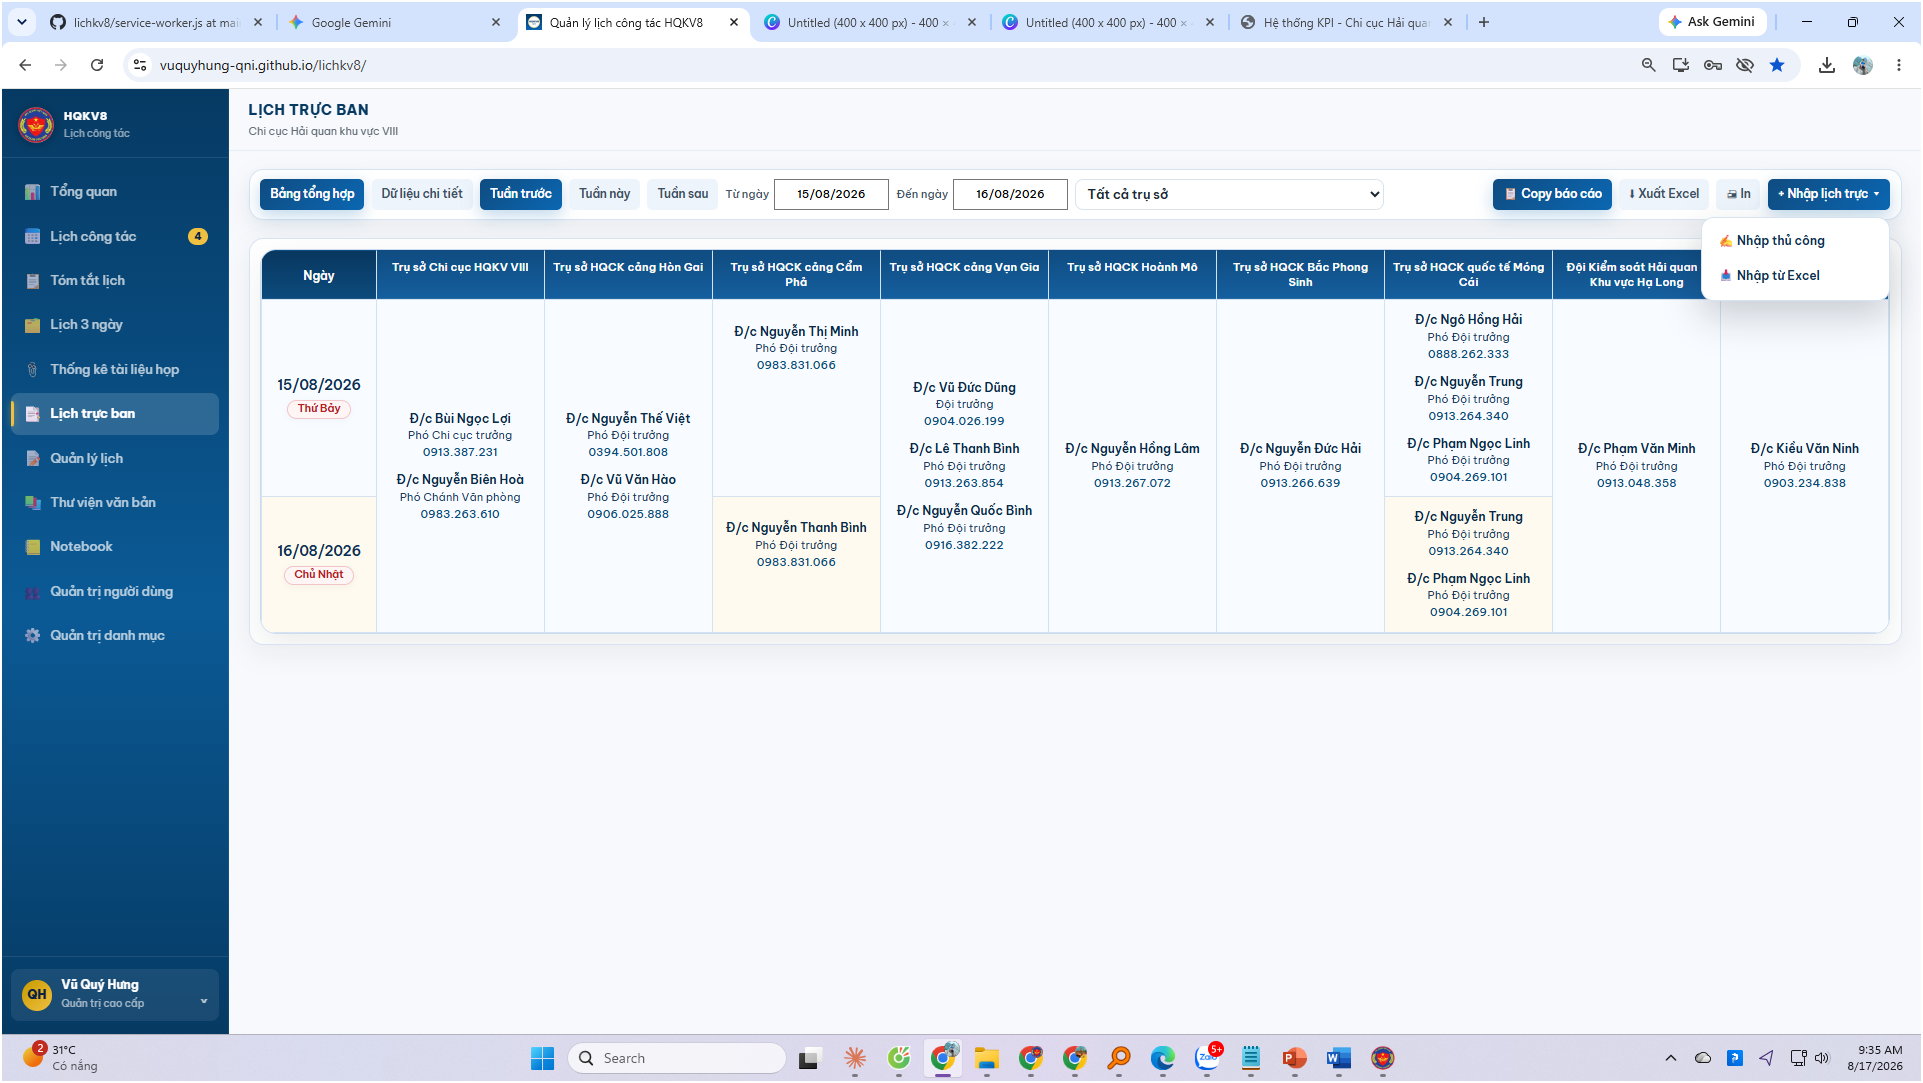 lichkv8/service-worker.js at mai
Google Gemini
Quản lý lịch công tác HQKV8
Untitled (400 x 400 px) - 400 ×
Untitled (400 x 400 px) - 400 ×
Hệ thống KPI - Chi cục Hải qua
Ask Gemini
vuquyhung-qni.github.io/lichkv8/
HQKV8
Lịch công tác
Tổng quan
Lịch công tác
4
Tóm tắt lịch
Lịch 3 ngày
Thống kê tài liệu họp
Lịch trực ban
Quản lý lịch
Thư viện văn bản
Notebook
Quản trị người dùng
Quản trị danh mục
QH
Vũ Quý Hưng
Quản trị cao cấp
LỊCH TRỰC BAN
Chi cục Hải quan khu vực VIII
Bảng tổng hợp
Dữ liệu chi tiết
Tuần trước
Tuần này
Tuần sau
Từ ngày
15/08/2026
Đến ngày
16/08/2026
Tất cả trụ sở
Copy báo cáo
Xuất Excel
In
+ Nhập lịch trực
Nhập thủ công
Nhập từ Excel
Ngày
Trụ sở Chi cục HQKV VIII
Trụ sở HQCK cảng Hòn Gai
Trụ sở HQCK cảng Cẩm
Phả
Trụ sở HQCK cảng Vạn Gia
Trụ sở HQCK Hoành Mô
Trụ sở HQCK Bắc Phong
Sinh
Trụ sở HQCK quốc tế Móng
Cái
Đội Kiểm soát Hải quan
Khu vực Hạ Long
15/08/2026
Thứ Bảy
16/08/2026
Chủ Nhật
Đ/c Bùi Ngọc Lợi
Phó Chi cục trưởng
0913.387.231
Đ/c Nguyễn Biên Hoà
Phó Chánh Văn phòng
0983.263.610
Đ/c Nguyễn Thế Việt
Phó Đội trưởng
0394.501.808
Đ/c Vũ Văn Hào
Phó Đội trưởng
0906.025.888
Đ/c Nguyễn Thị Minh
Phó Đội trưởng
0983.831.066
Đ/c Nguyễn Thanh Bình
Phó Đội trưởng
0983.831.066
Đ/c Vũ Đức Dũng
Đội trưởng
0904.026.199
Đ/c Lê Thanh Bình
Phó Đội trưởng
0913.263.854
Đ/c Nguyễn Quốc Bình
Phó Đội trưởng
0916.382.222
Đ/c Nguyễn Hồng Lâm
Phó Đội trưởng
0913.267.072
Đ/c Nguyễn Đức Hải
Phó Đội trưởng
0913.266.639
Đ/c Ngô Hồng Hải
Phó Đội trưởng
0888.262.333
Đ/c Nguyễn Trung
Phó Đội trưởng
0913.264.340
Đ/c Phạm Ngọc Linh
Phó Đội trưởng
0904.269.101
Đ/c Nguyễn Trung
Phó Đội trưởng
0913.264.340
Đ/c Phạm Ngọc Linh
Phó Đội trưởng
0904.269.101
Đ/c Phạm Văn Minh
Phó Đội trưởng
0913.048.358
Đ/c Kiều Văn Ninh
Phó Đội trưởng
0903.234.838
2
31°C
Có nắng
Search
Zalo
5+
9:35 AM
8/17/2026